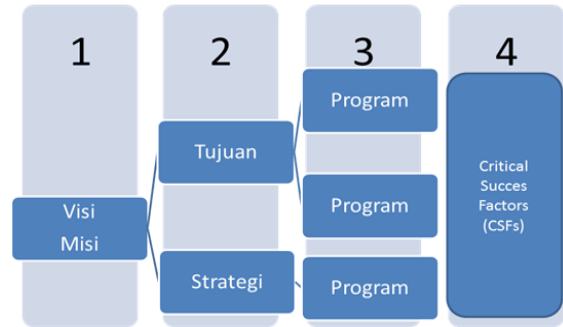 1
2
3
4
Visi
Misi
Tujuan
Strategi
Program
Program
Program
Critical
Succes
Factors
(CSFs)